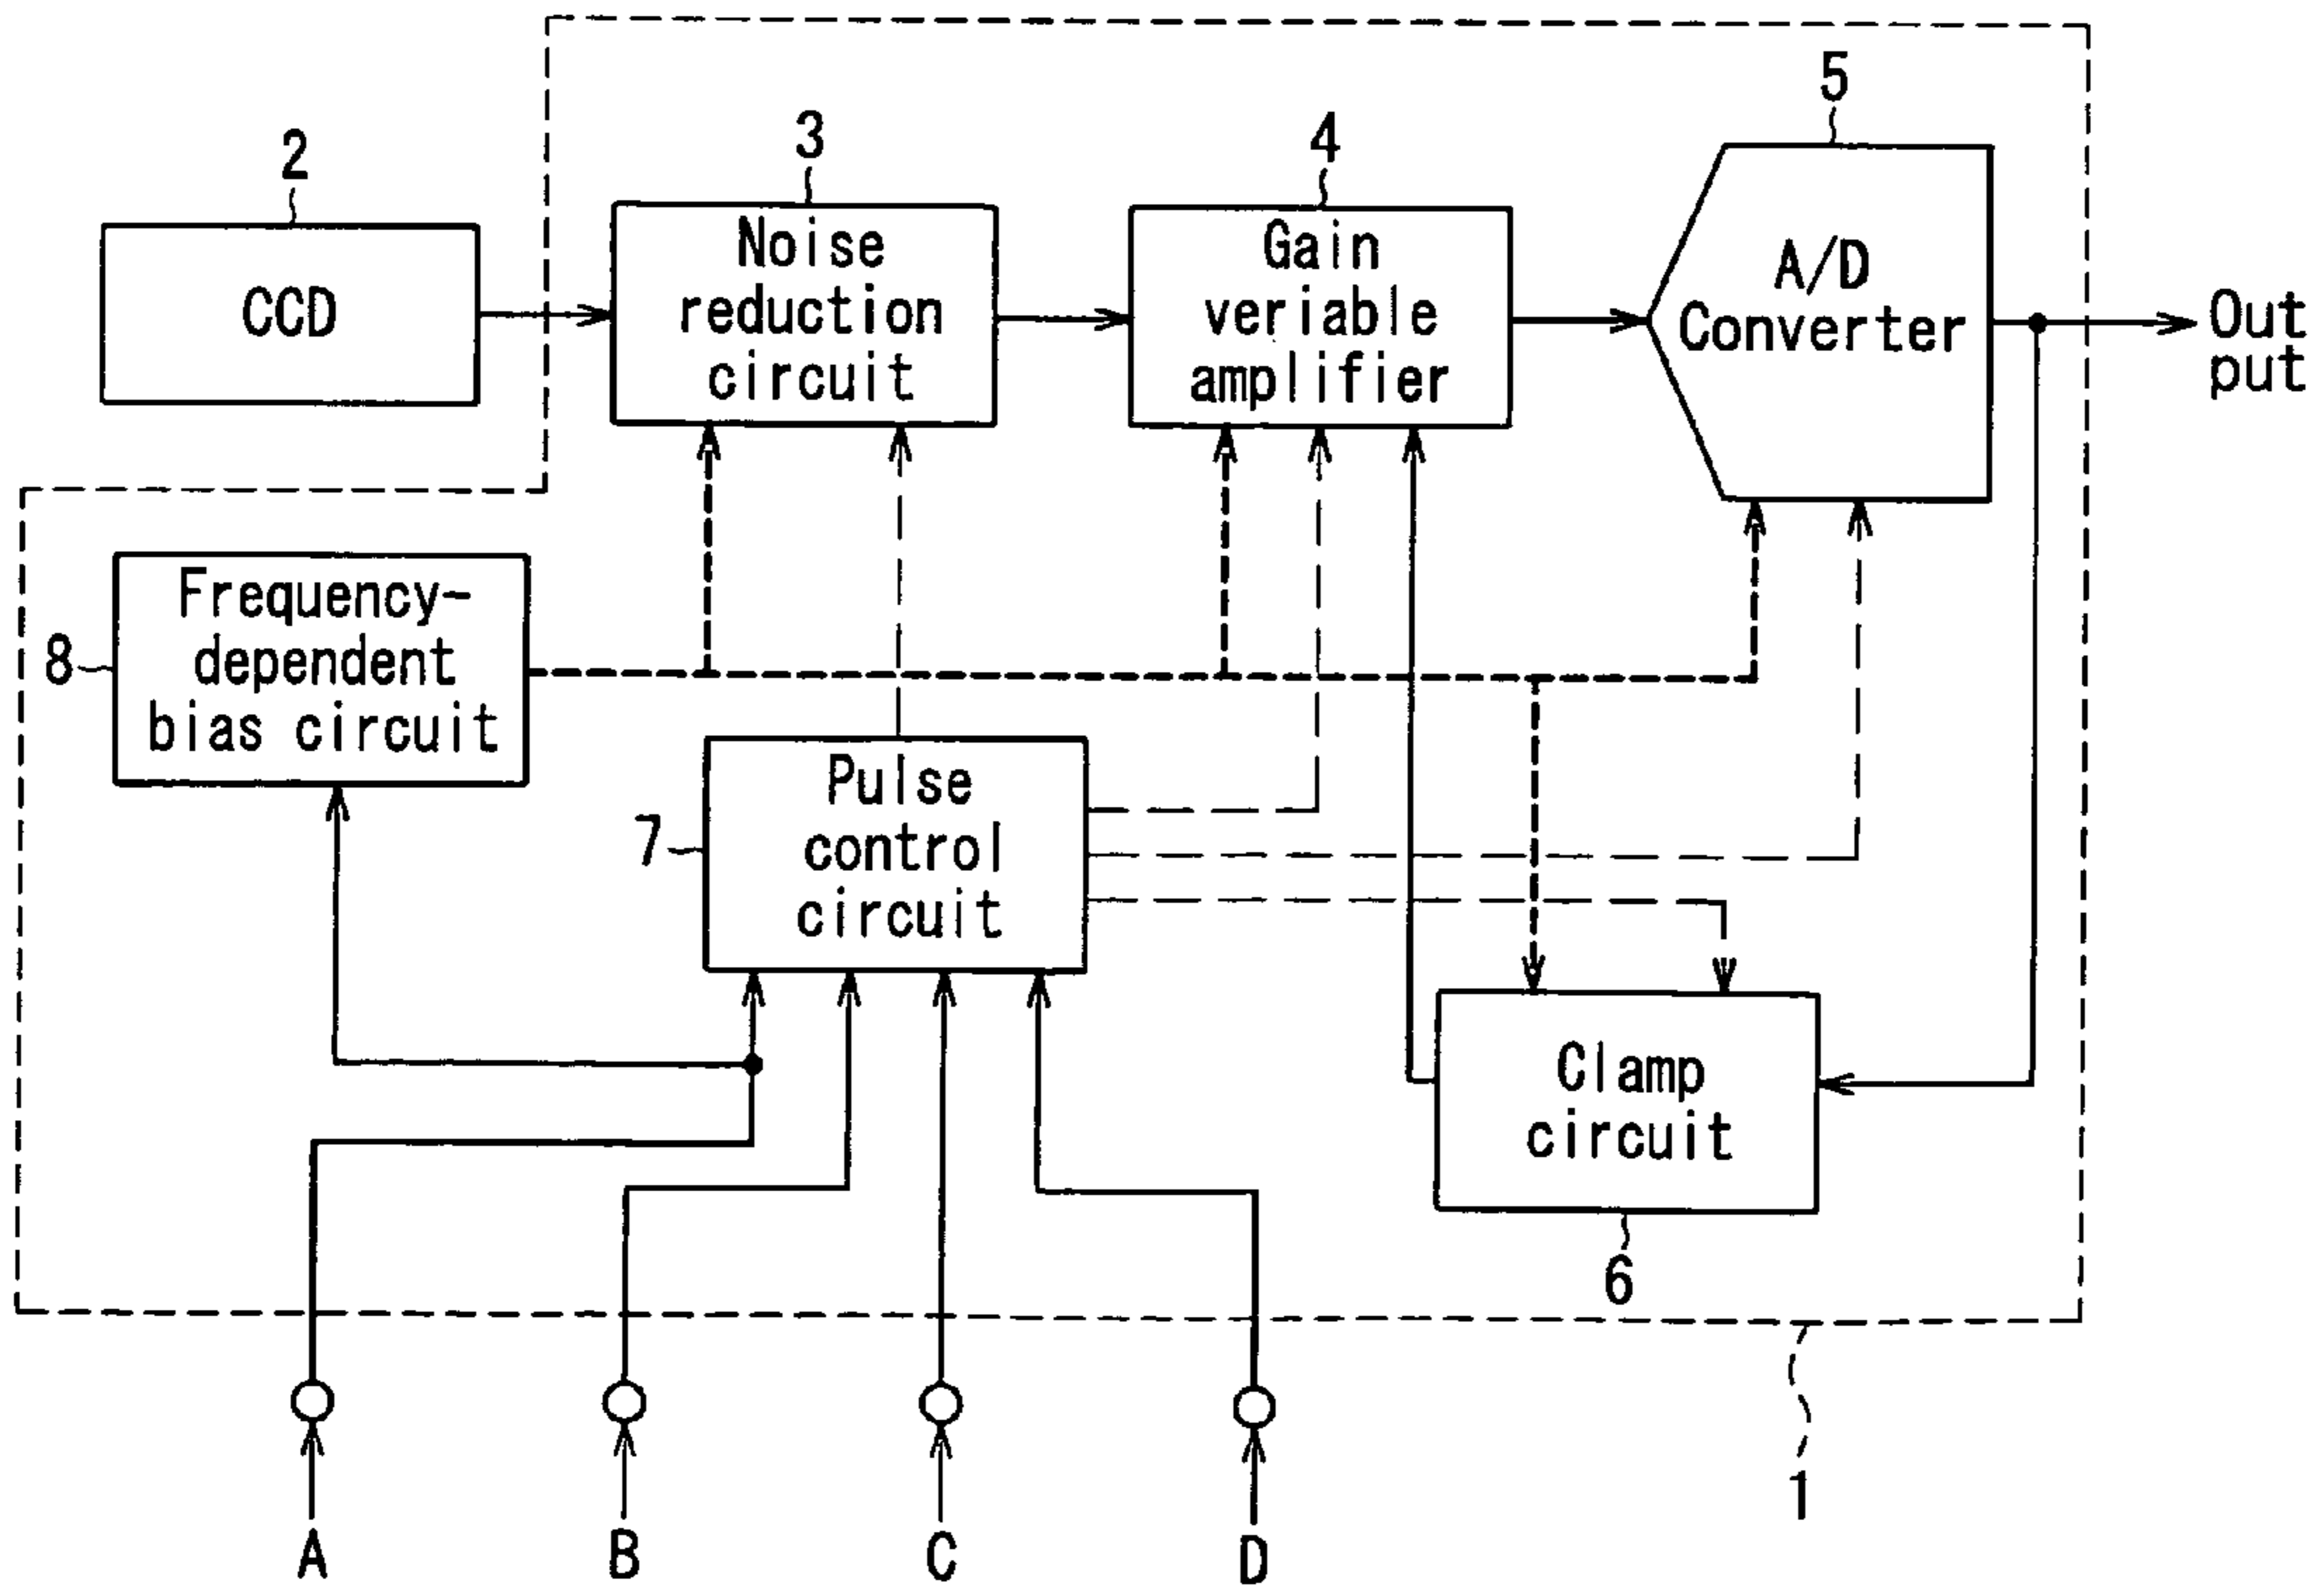 5
3
4
2
Noise
reduction
circuit
Gain
veriable
amplifier
A/D
Converter
CCD
Out
put
Frequency-
dependent
bias circuit
8
Pulse
control
circuit
7
Clamp
circuit
6
1
A
B
C
D